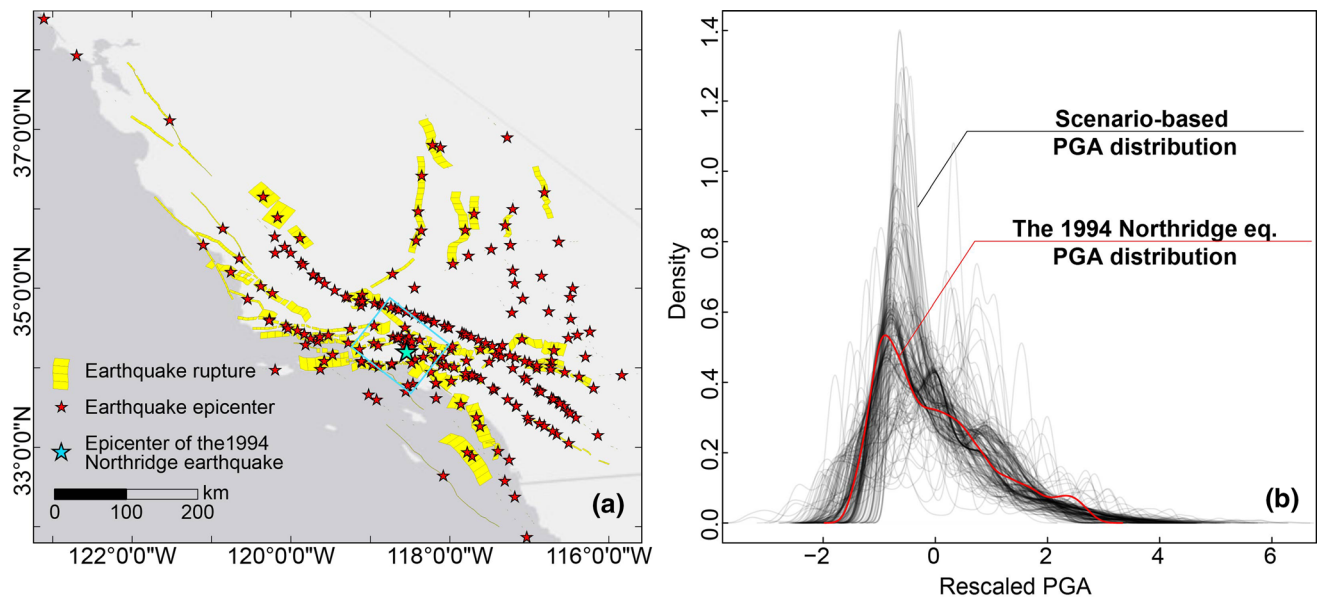 37°0'0"N
35°0'0"N
33°0'0"N
Earthquake rupture
Earthquake epicenter
Epicenter of the1994
Northridge earthquake
km
0 100 200
(a)
122°0'0"W 120°0'0"W 118°0'0"W 116°0'0"W
Density
1.4
1.2
1.0
0.8
0.6
0.4
0.2
0.0
Scenario-based
PGA distribution
The 1994 Northridge eq.
PGA distribution
(b)
−2 0 2 4 6
Rescaled PGA